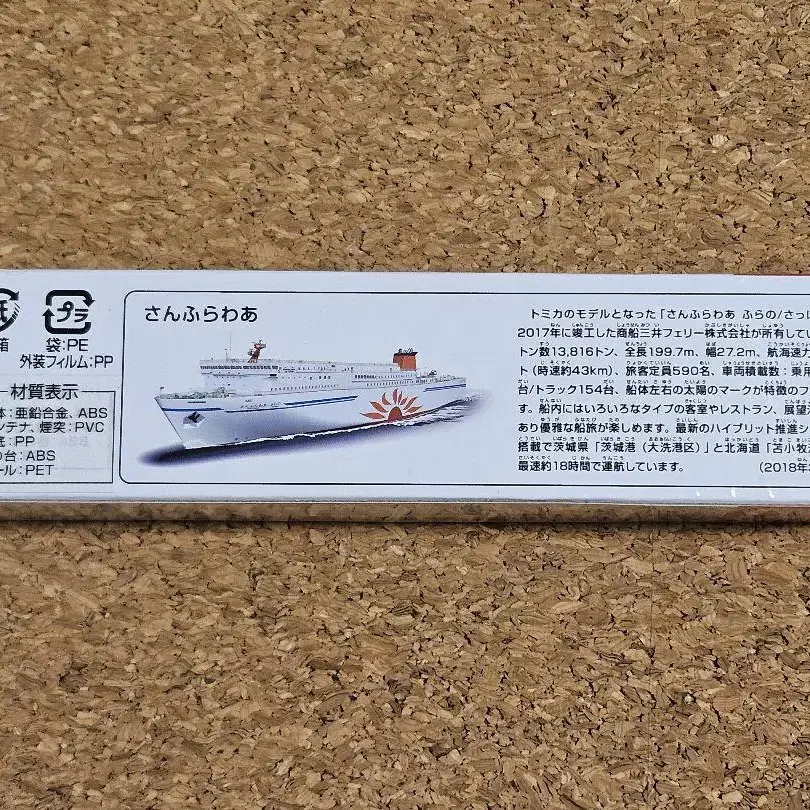 プラ
箱
袋:PE
外装フィルム:PP
材質表示
体:亜鉛合金、ABS
ンテナ、煙突:PVC
底:PP
の台:ABS
ール:PET
さんふらわあ
トミカのモデルとなった「さんふらわあ ふらの/さっぽ
2017年に竣工した商船三井フェリー株式会社が所有してい
トン数13,816トン、全長199.7m、幅27.2m、航海速力
ト(時速約43km)、旅客定員590名、車両積載数:乗用
台/トラック154台、船体左右の太陽のマークが特徴のフ
す。船内にはいろいろなタイプの客室やレストラン、展望
あり優雅な船旅が楽しめます。最新のハイブリット推進シ
搭載で茨城県「茨城港(大洗港区)」と北海道「苫小牧
最速約18時間で運航しています。
(2018年